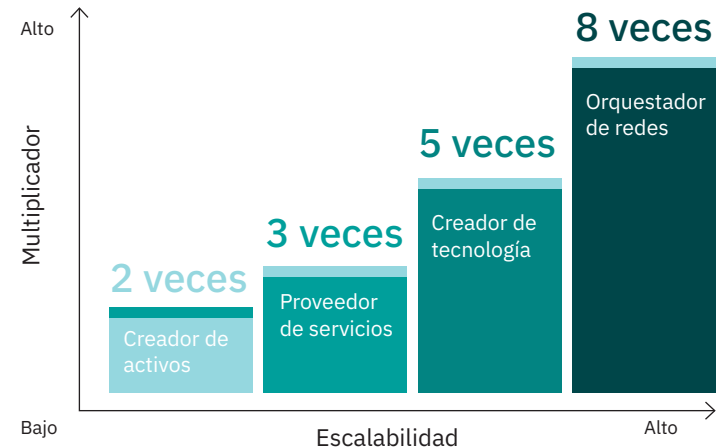 Alto
Multiplicador
2 veces
Creador de
activos
3 veces
Proveedor
de servicios
5 veces
Creador de
tecnología
8 veces
Orquestador
de redes
Bajo
Escalabilidad
Alto